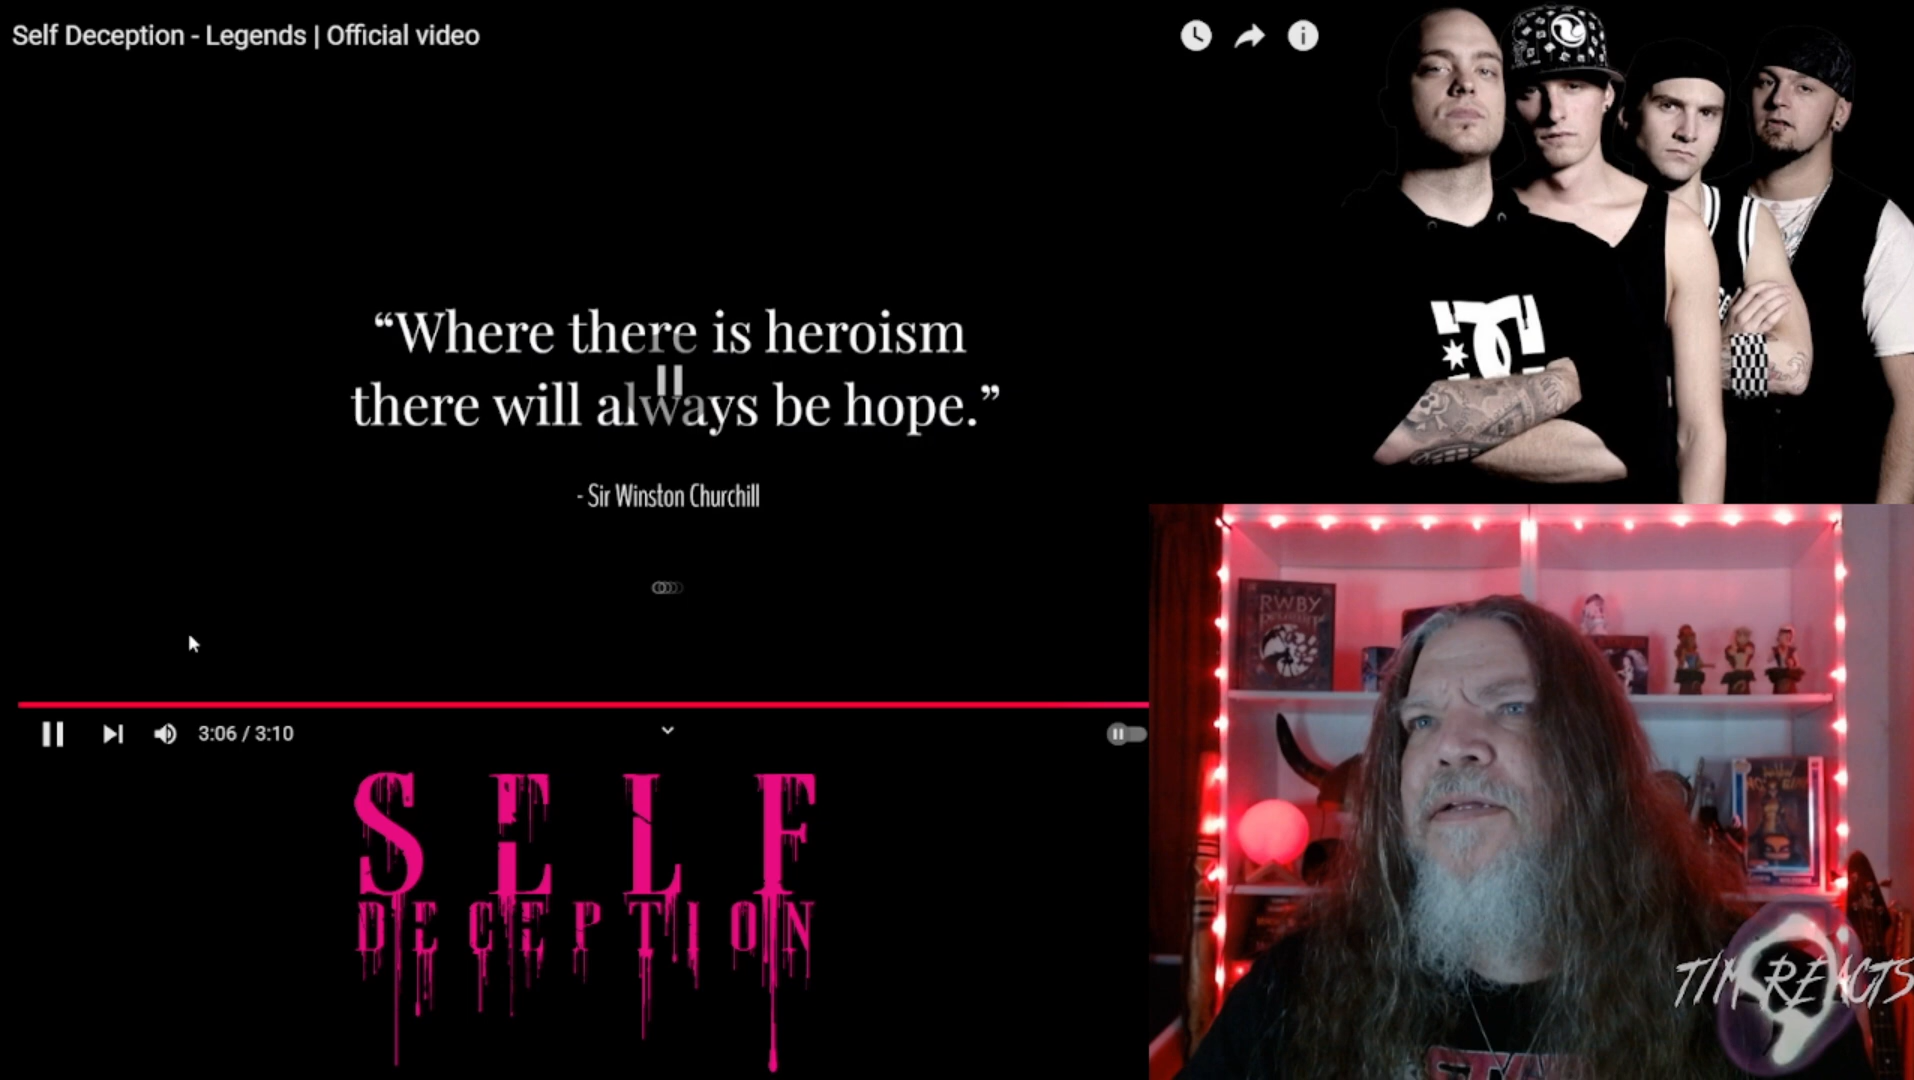 Self Deception - Legends | Official video
“Where there is heroism
there will always be hope.”
- Sir Winston Churchill
3:06 / 3:10
SELF
DECEPTION
RWBY
TIM REACTS